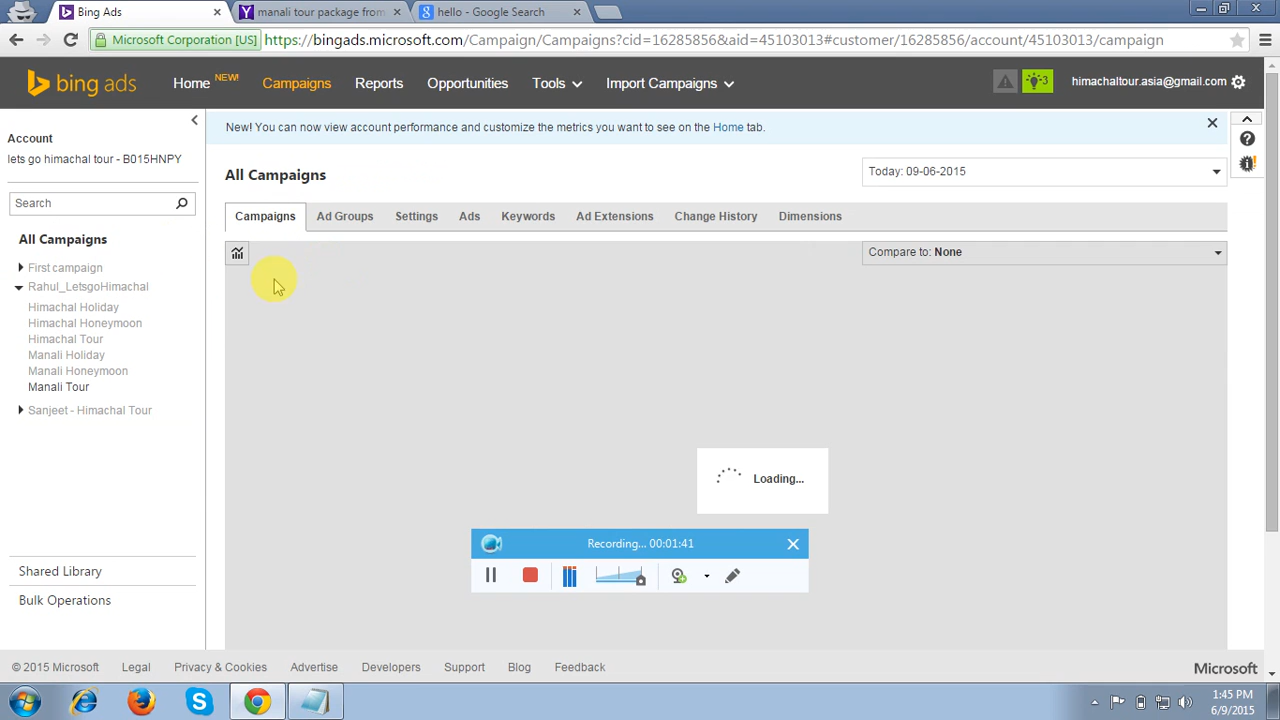 Bing Ads
manali tour package from
hello - Google Search
Microsoft Corporation [US]
https://bingads.microsoft.com/Campaign/Campaigns?cid=16285856&aid=45103013#customer/16285856/account/45103013/campaign
bing ads
Home NEW!
Campaigns
Reports
Opportunities
Tools
Import Campaigns
3
himachaltour.asia@gmail.com
Account
lets go himachal tour - B015HNPY
Search
All Campaigns
First campaign
Rahul_LetsgoHimachal
Himachal Holiday
Himachal Honeymoon
Himachal Tour
Manali Holiday
Manali Honeymoon
Manali Tour
Sanjeet - Himachal Tour
Shared Library
Bulk Operations
New! You can now view account performance and customize the metrics you want to see on the Home tab.
All Campaigns
Today: 09-06-2015
Campaigns
Ad Groups
Settings
Ads
Keywords
Ad Extensions
Change History
Dimensions
Compare to: None
Loading...
Recording... 00:01:41
© 2015 Microsoft
Legal
Privacy & Cookies
Advertise
Developers
Support
Blog
Feedback
Microsoft
1:45 PM
6/9/2015